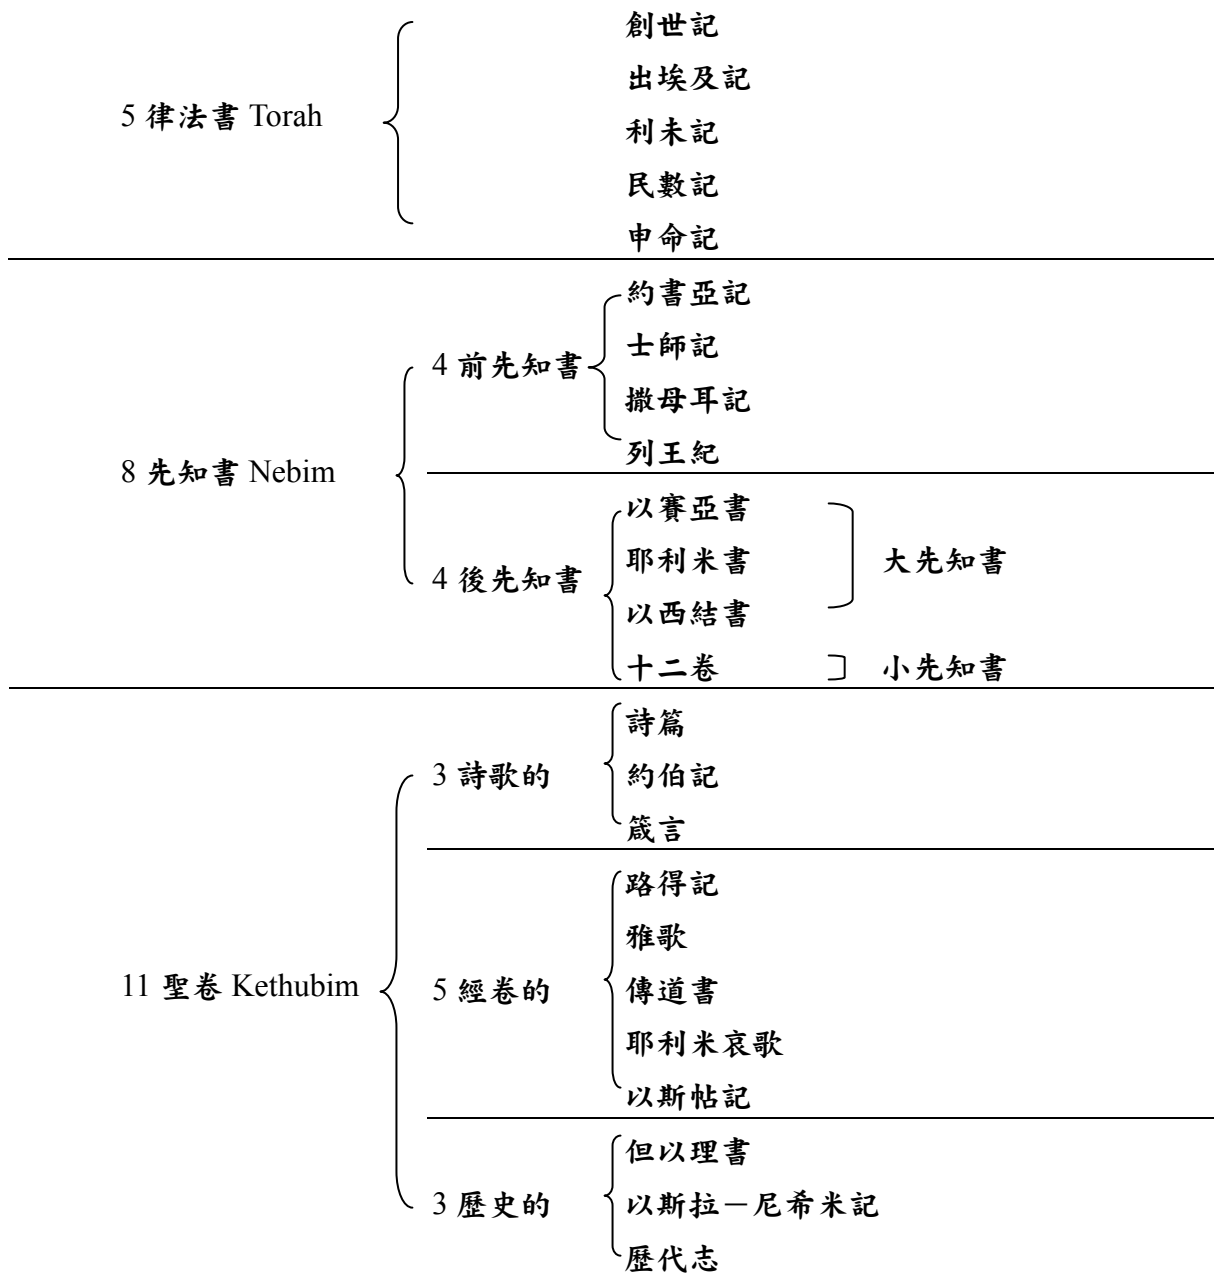 創世記
出埃及記
5 律法書 Torah
利未記
民數記
申命記
約書亞記
士師記
4 前先知書
撒母耳記
列王紀
8 先知書 Nebim
以賽亞書
耶利米書
大先知書
4 後先知書
以西結書
十二卷
小先知書
詩篇
3 詩歌的
約伯記
箴言
路得記
雅歌
11 聖卷 Kethubim
5 經卷的
傳道書
耶利米哀歌
以斯帖記
但以理書
3 歷史的
以斯拉－尼希米記
歷代志